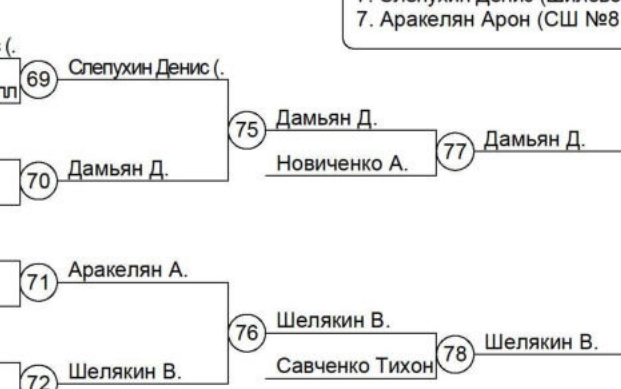 7. Аракелян Арон (СШ №8
(.
69
Слепухин Денис (.
75
Дамьян Д.
77
Дамьян Д.
Новиченко А.
70
Дамьян Д.
71
Аракелян А.
76
Шелякин В.
78
Шелякин В.
Савченко Тихон
72
Шелякин В.